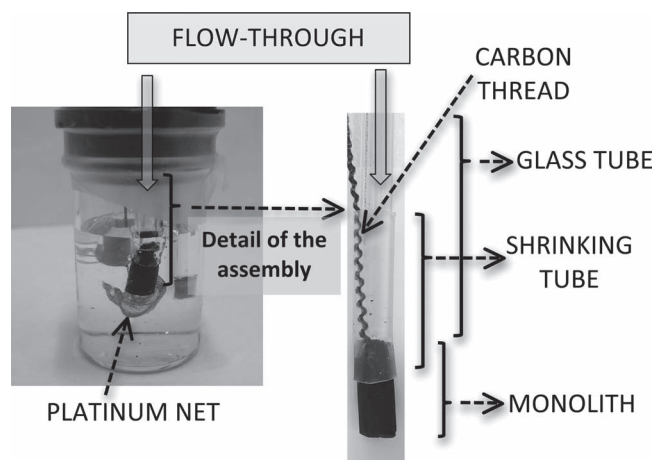 FLOW-THROUGH
CARBON
THREAD
GLASS TUBE
Detail of the
assembly
SHRINKING
TUBE
PLATINUM NET
MONOLITH